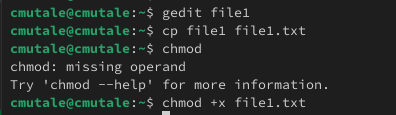 cmutale@cmutale:~$ gedit file1
cmutale@cmutale:~$ cp file1 file1.txt
cmutale@cmutale:~$ chmod
chmod: missing operand
Try 'chmod --help' for more information.
cmutale@cmutale:~$ chmod +x file1.txt